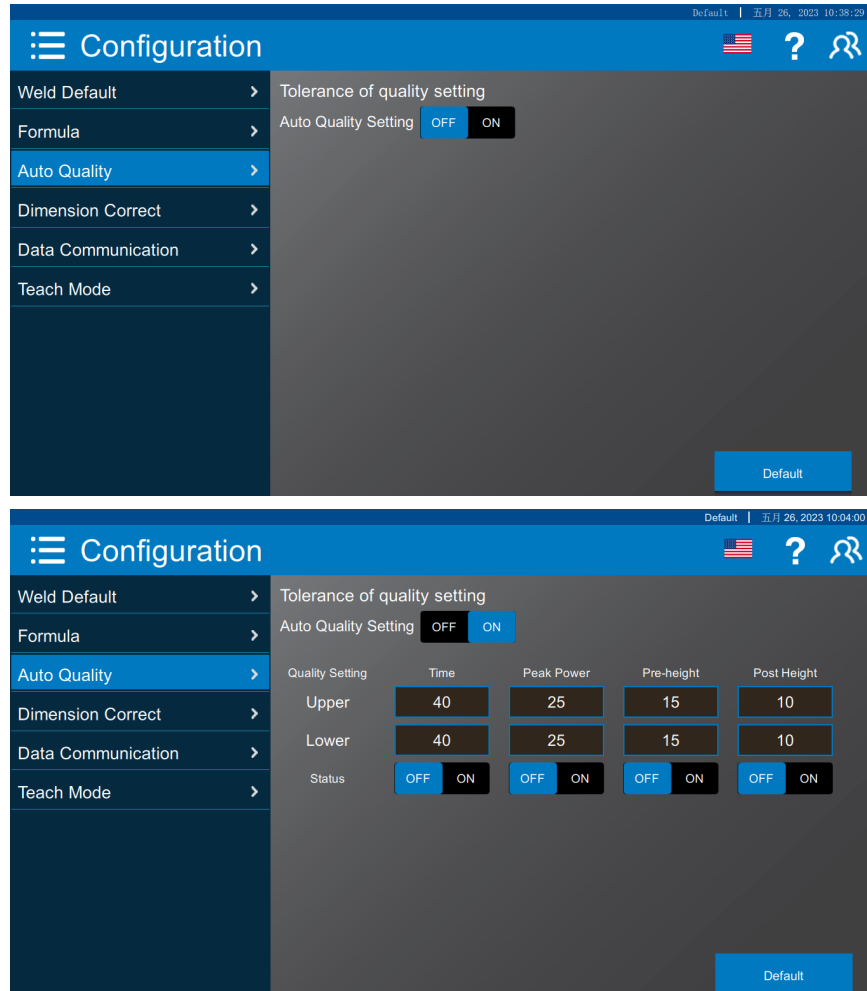 Default | 五月 26, 2023 10:38:29
Configuration ?
Weld Default
Formula
Auto Quality
Dimension Correct
Data Communication
Teach Mode
Tolerance of quality setting
Auto Quality Setting OFF ON
Default
Default | 五月 26, 2023 10:04:00
Configuration ?
Weld Default
Formula
Auto Quality
Dimension Correct
Data Communication
Teach Mode
Tolerance of quality setting
Auto Quality Setting OFF ON
Quality Setting Time Peak Power Pre-height Post Height
Upper 40 25 15 10
Lower 40 25 15 10
Status OFF ON OFF ON OFF ON OFF ON
Default